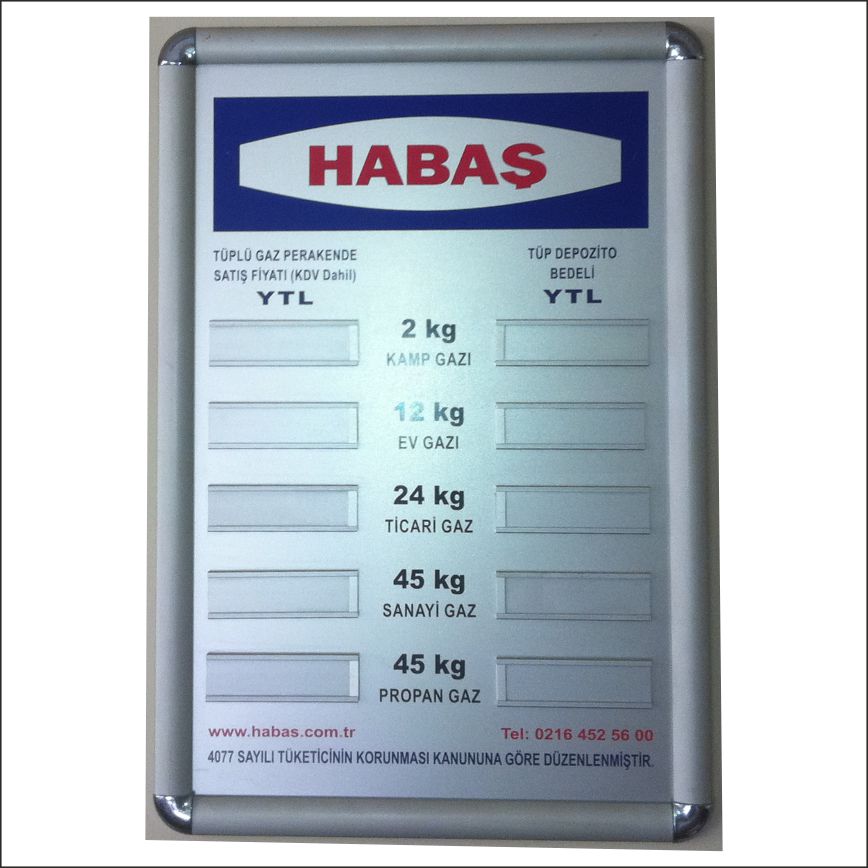 HABAŞ
TÜPLÜ GAZ PERAKENDE
SATIŞ FİYATI (KDV Dahil)
YTL
TÜP DEPOZİTO
BEDELİ
YTL
2 kg
KAMP GAZI
12 kg
EV GAZI
24 kg
TİCARİ GAZ
45 kg
SANAYİ GAZ
45 kg
PROPAN GAZ
www.habas.com.tr
Tel: 0216 452 56 00
4077 SAYILI TÜKETİCİNİN KORUNMASI KANUNUNA GÖRE DÜZENLENMİŞTİR.